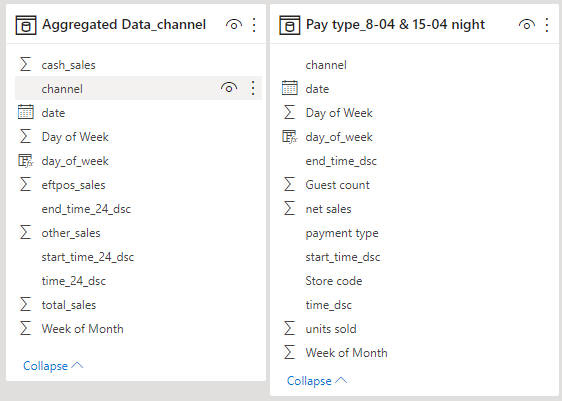 Aggregated Data_channel
cash_sales
channel
date
Day of Week
day_of_week
eftpos_sales
end_time_24_dsc
other_sales
start_time_24_dsc
time_24_dsc
total_sales
Week of Month
Collapse
Pay type_8-04 & 15-04 night
channel
date
Day of Week
day_of_week
end_time_dsc
Guest count
net sales
payment type
start_time_dsc
Store code
time_dsc
units sold
Week of Month
Collapse